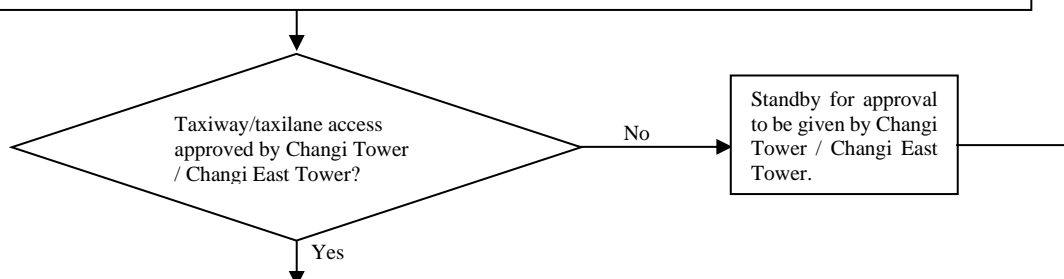 Taxiway/taxilane access
approved by Changi Tower
/ Changi East Tower?
No
Standby for approval
to be given by Changi
Tower / Changi East
Tower.
Yes